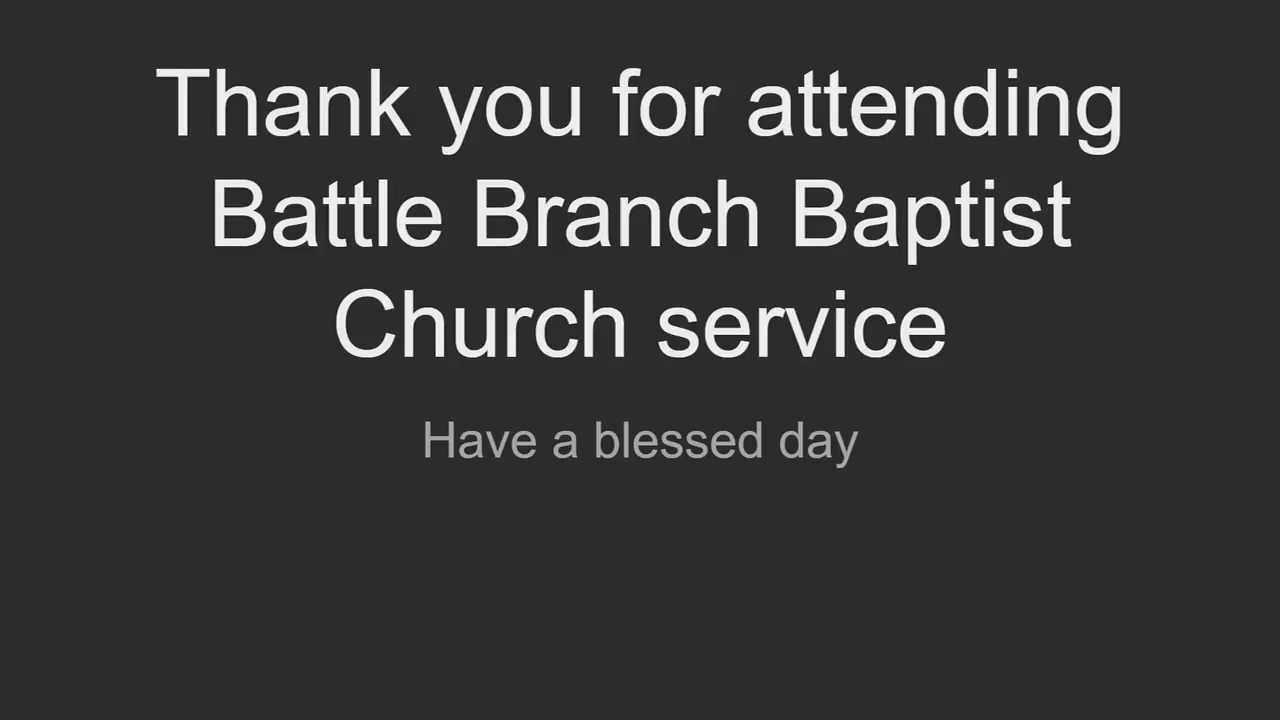 Thank you for attending
Battle Branch Baptist
Church service
Have a blessed day